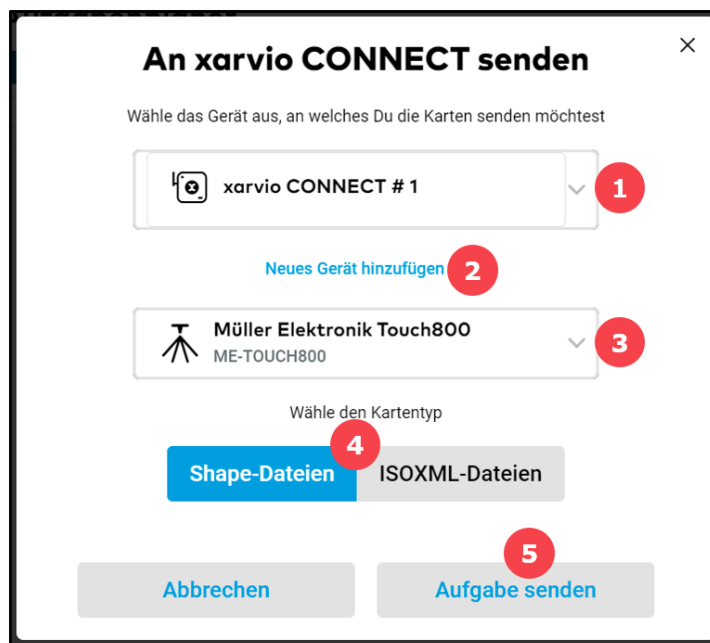 An xarvio CONNECT senden
Wähle das Gerät aus, an welches Du die Karten senden möchtest
xarvio CONNECT # 1
1
Neues Gerät hinzufügen
2
Müller Elektronik Touch800
ME-TOUCH800
3
Wähle den Kartentyp
4
Shape-Dateien ISOXML-Dateien
5
Abbrechen Aufgabe senden